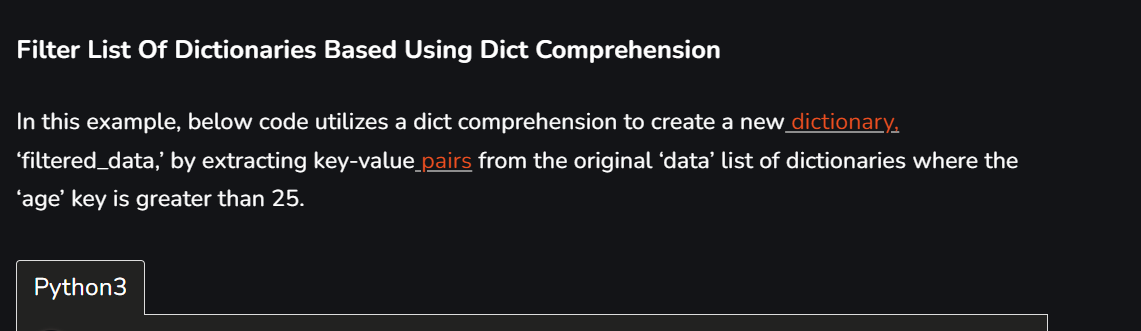 Filter List Of Dictionaries Based Using Dict Comprehension
In this example, below code utilizes a dict comprehension to create a new dictionary,
‘filtered_data,’ by extracting key-value pairs from the original ‘data’ list of dictionaries where the
‘age’ key is greater than 25.
Python3